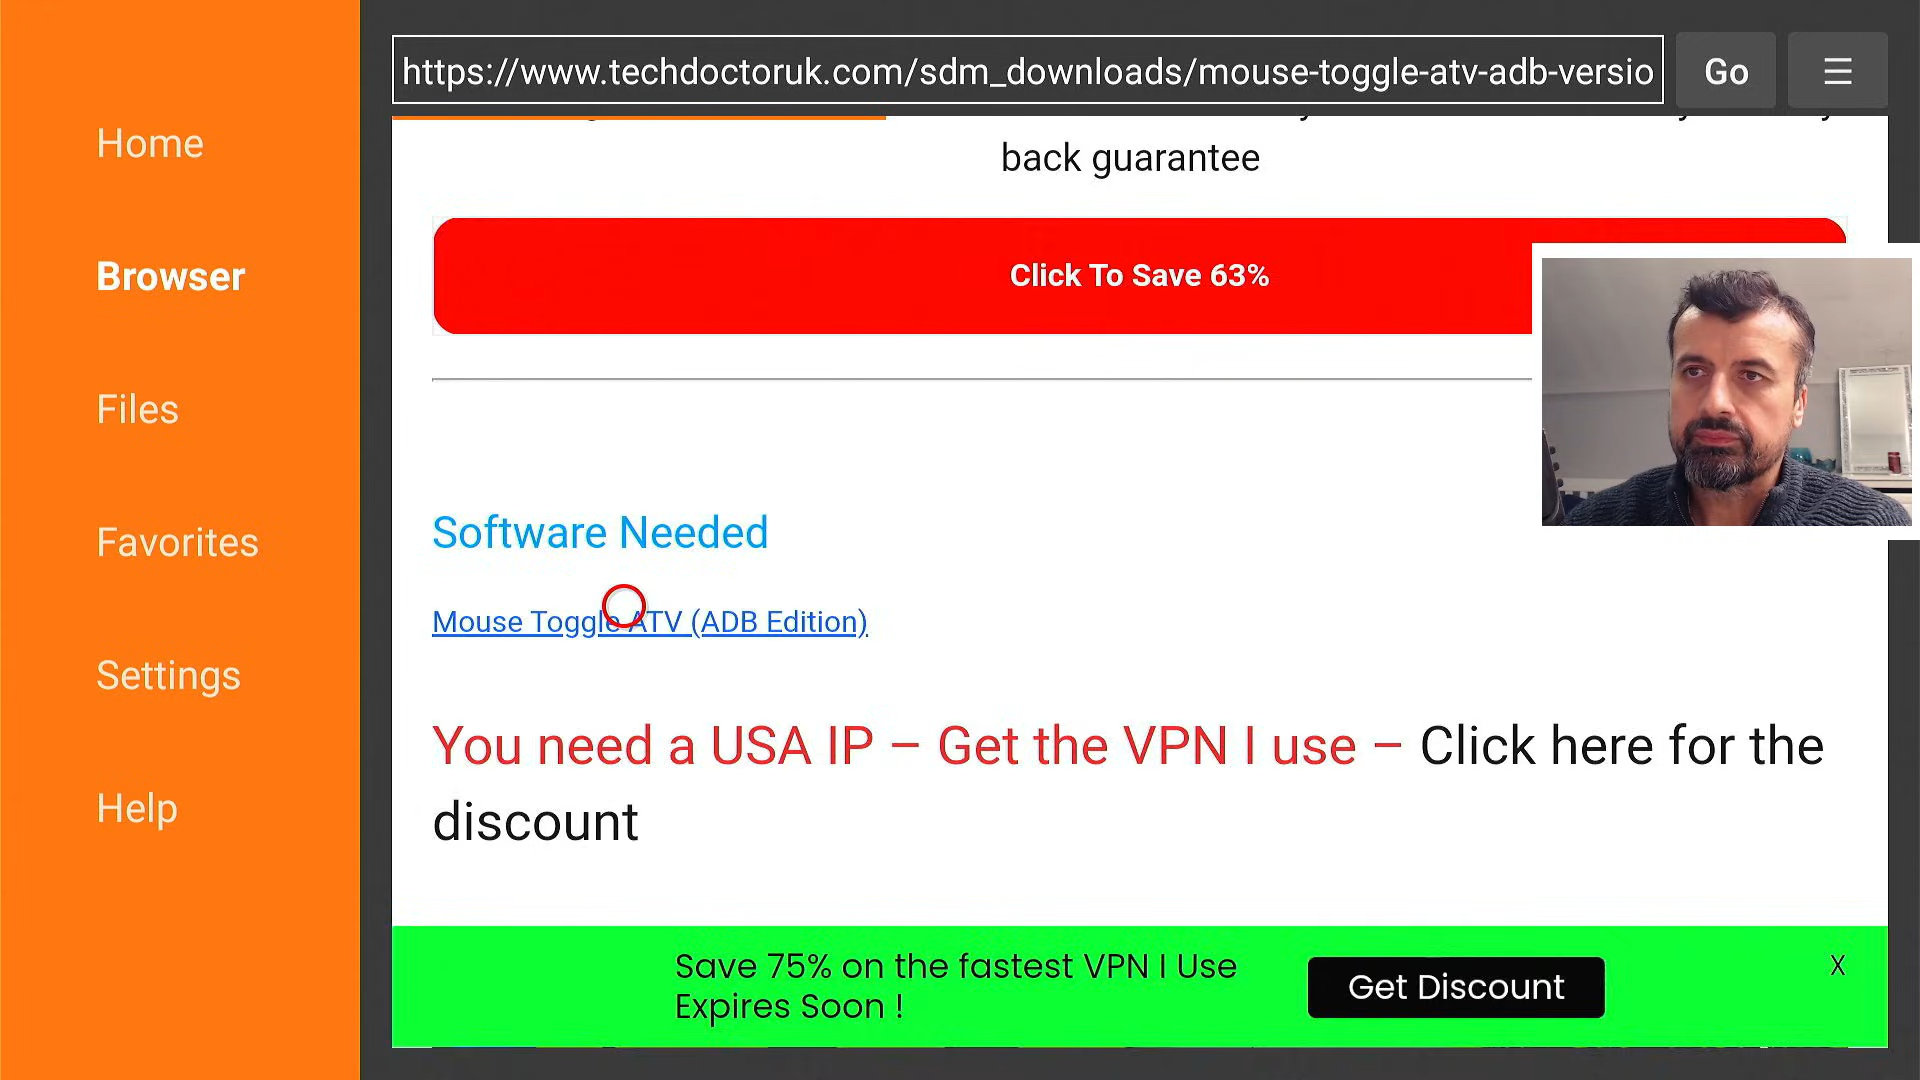 https://www.techdoctoruk.com/sdm_downloads/mouse-toggle-atv-adb-versio
Go
Home
Browser
Files
Favorites
Settings
Help
back guarantee
Click To Save 63%
Software Needed
Mouse Toggle ATV (ADB Edition)
You need a USA IP – Get the VPN I use – Click here for the
discount
Save 75% on the fastest VPN I Use
Expires Soon !
Get Discount
X